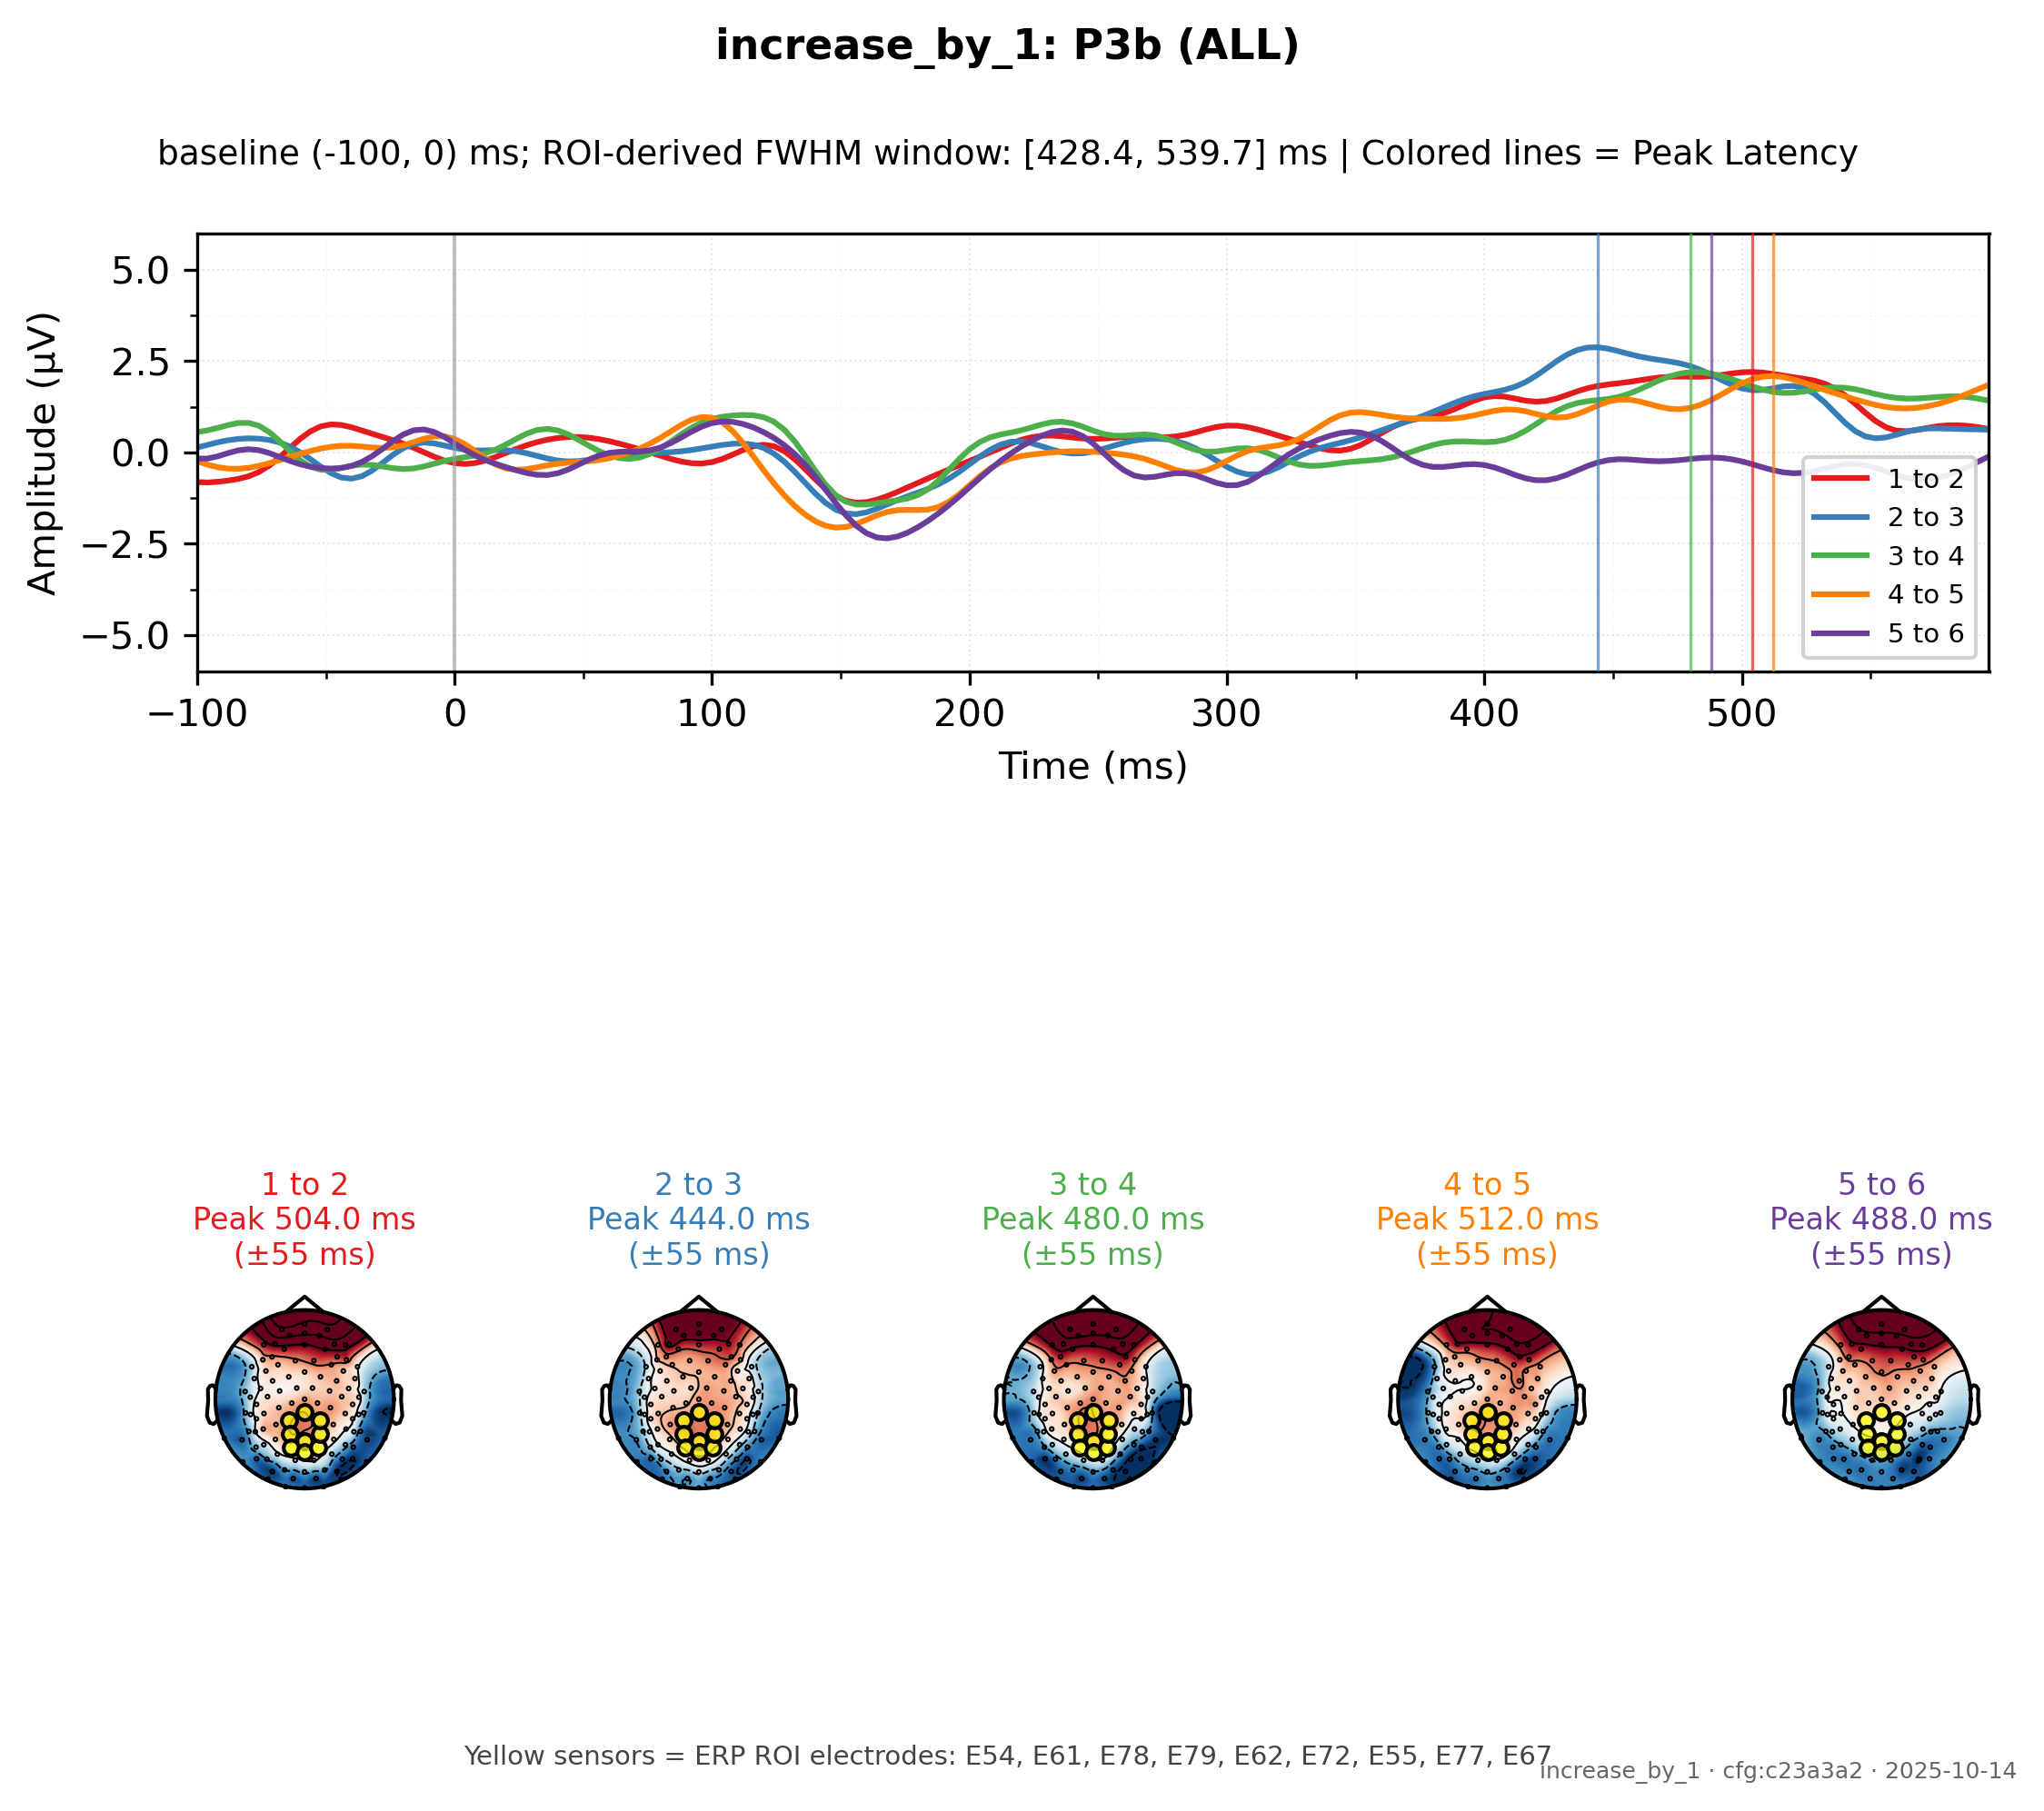 increase_by_1: P3b (ALL)
baseline (-100, 0) ms; ROI-derived FWHM window: [428.4, 539.7] ms | Colored lines = Peak Latency
Amplitude (µV)
5.0
2.5
0.0
−2.5
−5.0
−100
0
100
200
300
400
500
Time (ms)
1 to 2
2 to 3
3 to 4
4 to 5
5 to 6
1 to 2
Peak 504.0 ms
(±55 ms)
2 to 3
Peak 444.0 ms
(±55 ms)
3 to 4
Peak 480.0 ms
(±55 ms)
4 to 5
Peak 512.0 ms
(±55 ms)
5 to 6
Peak 488.0 ms
(±55 ms)
Yellow sensors = ERP ROI electrodes: E54, E61, E78, E79, E62, E72, E55, E77, E67
increase_by_1 · cfg:c23a3a2 · 2025-10-14